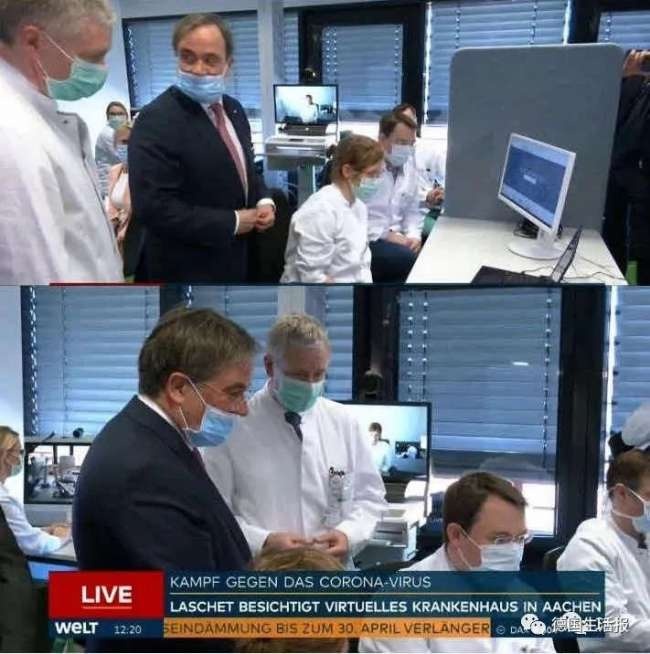 KAMPF GEGEN DAS CORONA-VIRUS
LIVE
LASCHET BESICHTIGT VIRTUELLES KRANKENHAUS IN AACHEN
WELT
12:20
SEINDÄMMUNG BIS ZUM 30. APRIL VERLÄNGER
德国生活报